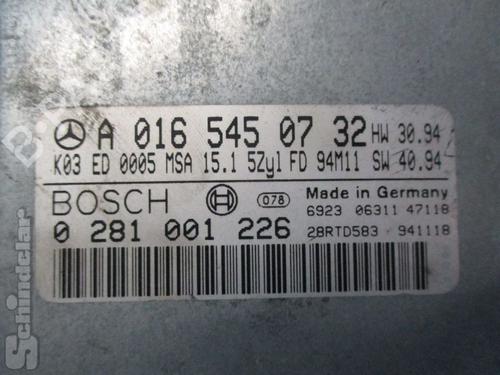 A 016 545 07 32 HW 30.94
K03 ED 0005 MSA 15.1 5Zyl FD 94M11 SW 40.94
BOSCH 078 Made in Germany
6923 06311 47118
0 281 001 226 28RTD583 941118
Schindelar